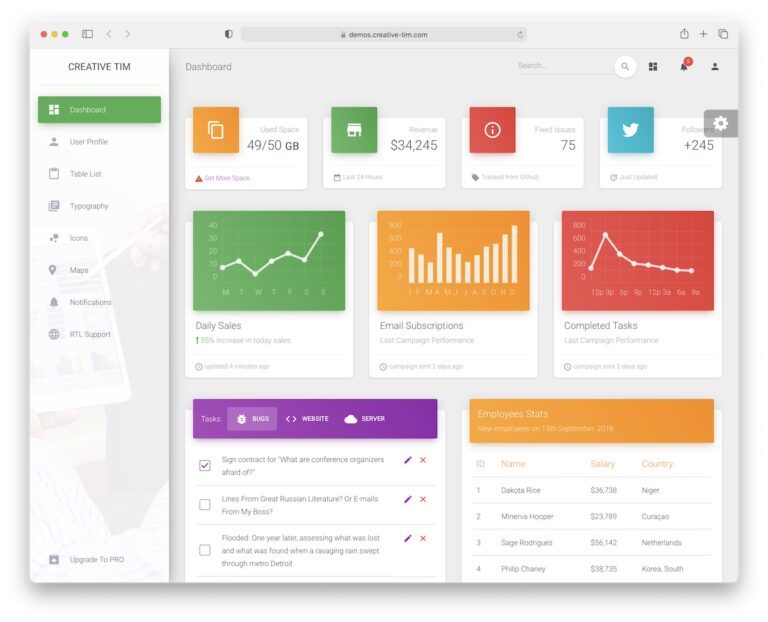 demos.creative-tim.com
CREATIVE TIM
Dashboard
User Profile
Table List
Typography
Icons
Maps
Notifications
RTL Support
Upgrade To PRO
Dashboard
Search...
Used Space
49/50 GB
Get More Space...
Revenue
$34,245
Last 24 Hours
Fixed Issues
75
Tracked from Github
Followers
+245
Just Updated
40
30
20
10
0
M T W T F S S
Daily Sales
55% increase in today sales.
updated 4 minutes ago
800
600
400
200
0
J F M A M J J A S O N D
Email Subscriptions
Last Campaign Performance
campaign sent 2 days ago
800
600
400
200
0
12p 3p 6p 9p 12p 3a 6a 9a
Completed Tasks
Last Campaign Performance
campaign sent 2 days ago
Tasks: BUGS WEBSITE SERVER
Sign contract for "What are conference organizers
afraid of?"
Lines From Great Russian Literature? Or E-mails
From My Boss?
Flooded: One year later, assessing what was lost
and what was found when a ravaging rain swept
through metro Detroit
Employees Stats
New employees on 15th September, 2016
ID Name Salary Country
1 Dakota Rice $36,738 Niger
2 Minerva Hooper $23,789 Curaçao
3 Sage Rodriguez $56,142 Netherlands
4 Philip Chaney $38,735 Korea, South